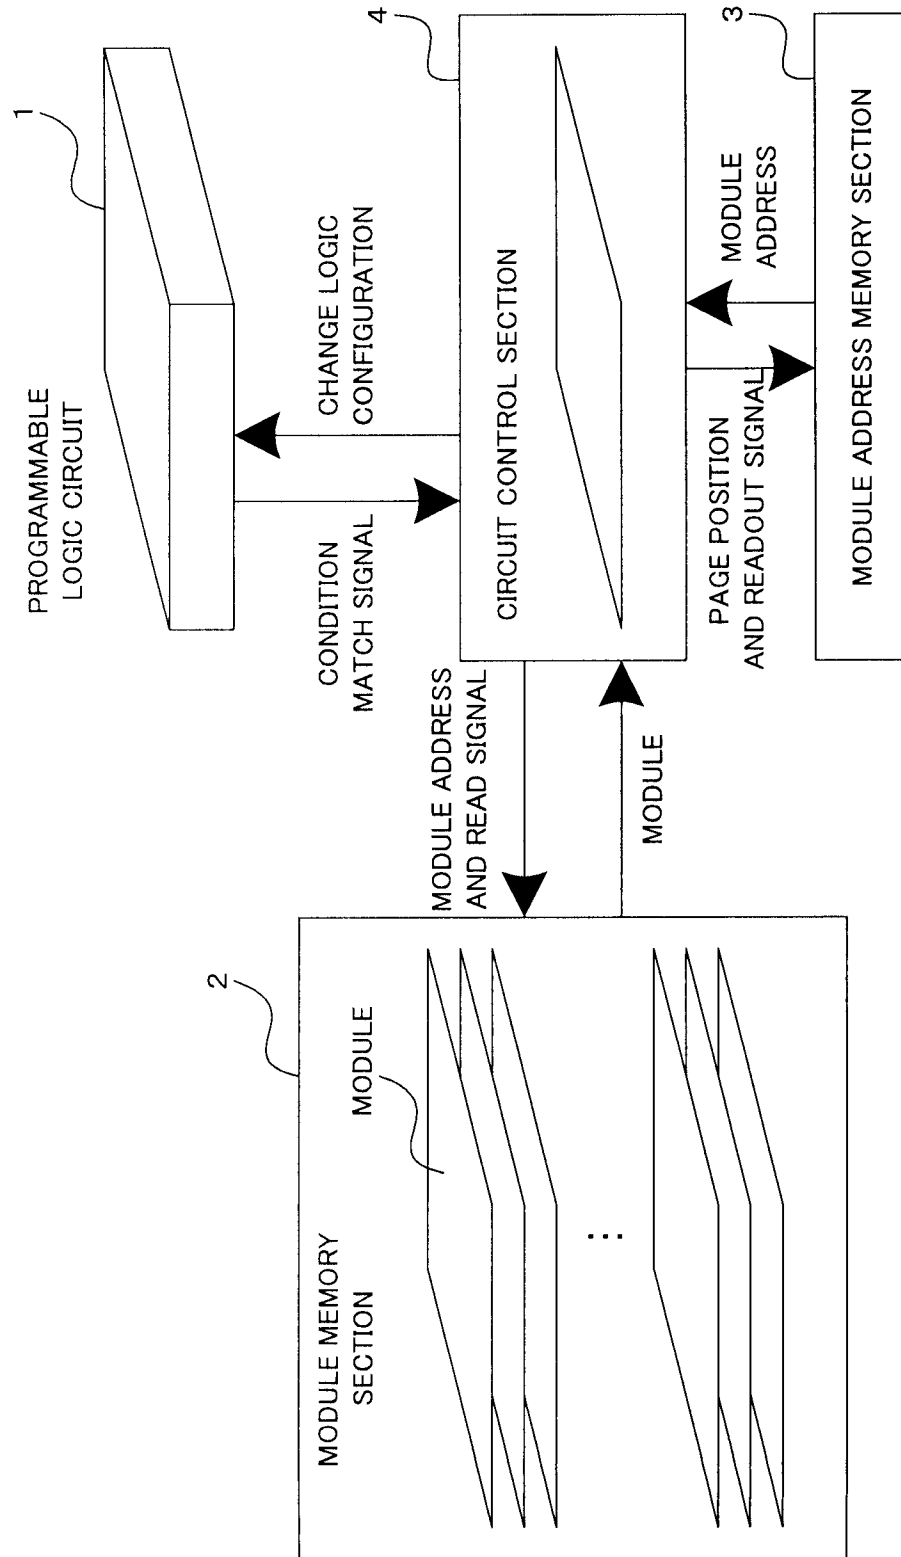 PROGRAMMABLE
LOGIC CIRCUIT
1
CONDITION
MATCH SIGNAL
CHANGE LOGIC
CONFIGURATION
2
MODULE MEMORY
SECTION
MODULE
...
MODULE ADDRESS
AND READ SIGNAL
MODULE
4
CIRCUIT CONTROL SECTION
PAGE POSITION
AND READOUT SIGNAL
MODULE
ADDRESS
3
MODULE ADDRESS MEMORY SECTION